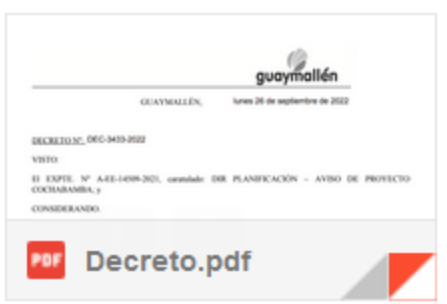 guaymallén
GUAYMALLÉN, lunes 26 de septiembre de 2022
DECRETO Nº DEC-3433-2022
VISTO
El EXPTE. Nº A-EE-14509-2021, caratulado: DIR PLANIFICACIÓN – AVISO DE PROYECTO
COCHABAMBA; y
CONSIDERANDO.
PDF Decreto.pdf